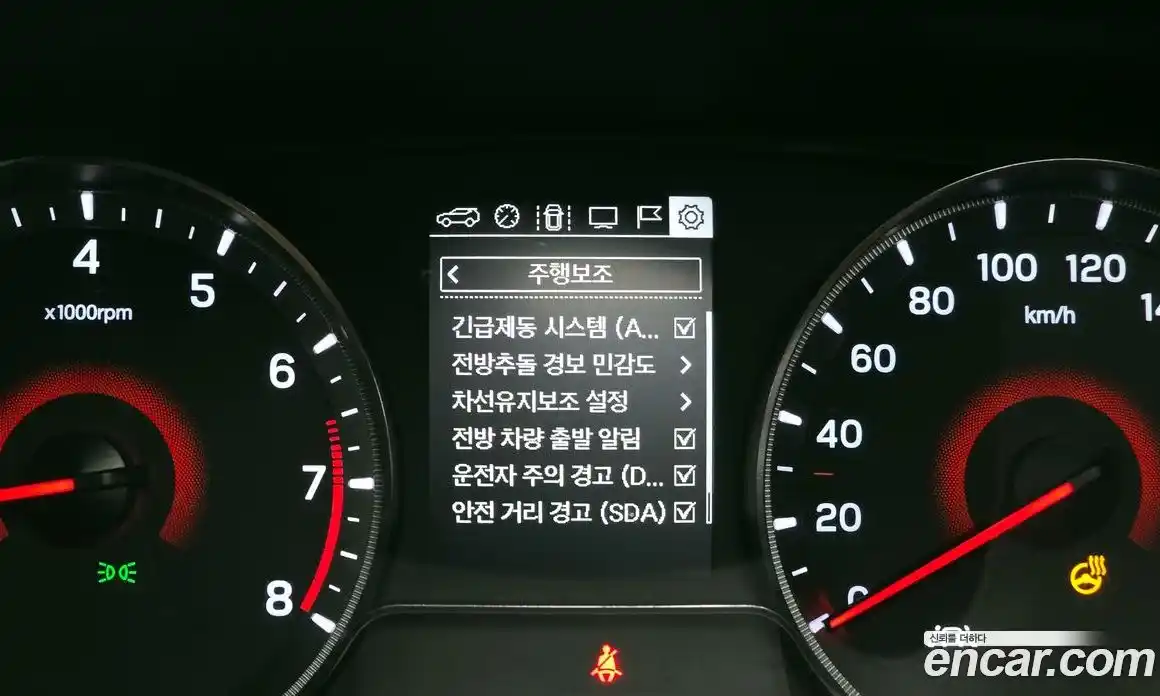 4
5
6
7
8
x1000rpm
주행보조
긴급제동 시스템 (A...
전방추돌 경보 민감도
차선유지보조 설정
전방 차량 출발 알림
운전자 주의 경고 (D...
안전 거리 경고 (SDA)
0
20
40
60
80
100
120
km/h
신뢰를 더하다
encar.com